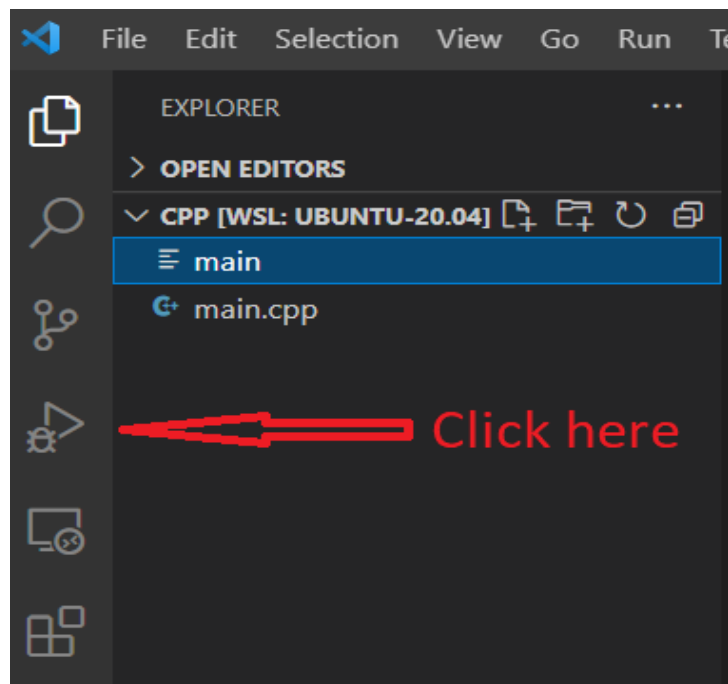 File Edit Selection View Go Run Te
EXPLORER
OPEN EDITORS
CPP [WSL: UBUNTU-20.04]
main
main.cpp
Click here